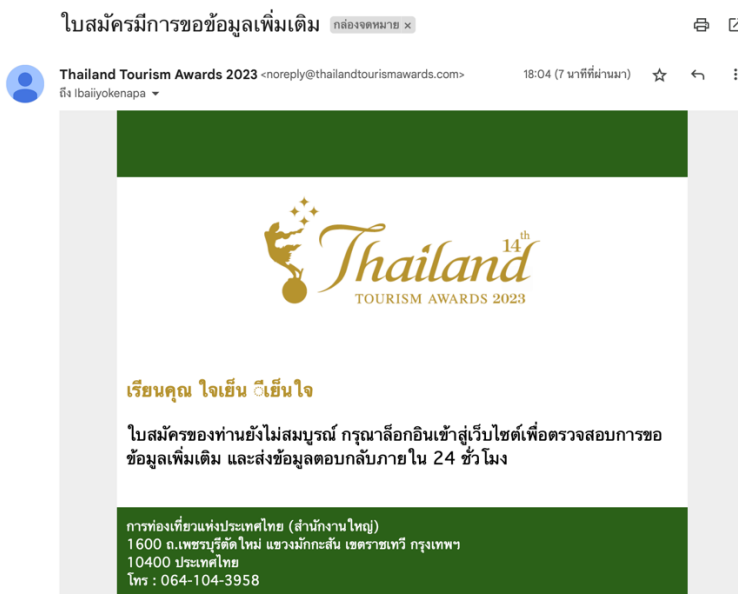 ใบสมัครมีการขอข้อมูลเพิ่มเติม กล่องจดหมาย ×
Thailand Tourism Awards 2023 <noreply@thailandtourismawards.com> 18:04 (7 นาทีที่ผ่านมา)
ถึง lbaiiyokenapa
Thailand 14th
TOURISM AWARDS 2023
เรียนคุณ ใจเย็น ีเย็นใจ
ใบสมัครของท่านยังไม่สมบูรณ์ กรุณาล็อกอินเข้าสู่เว็บไซต์เพื่อตรวจสอบการขอ
ข้อมูลเพิ่มเติม และส่งข้อมูลตอบกลับภายใน 24 ชั่วโมง
การท่องเที่ยวแห่งประเทศไทย (สำนักงานใหญ่)
1600 ถ.เพชรบุรีตัดใหม่ แขวงมักกะสัน เขตราชเทวี กรุงเทพฯ
10400 ประเทศไทย
โทร : 064-104-3958